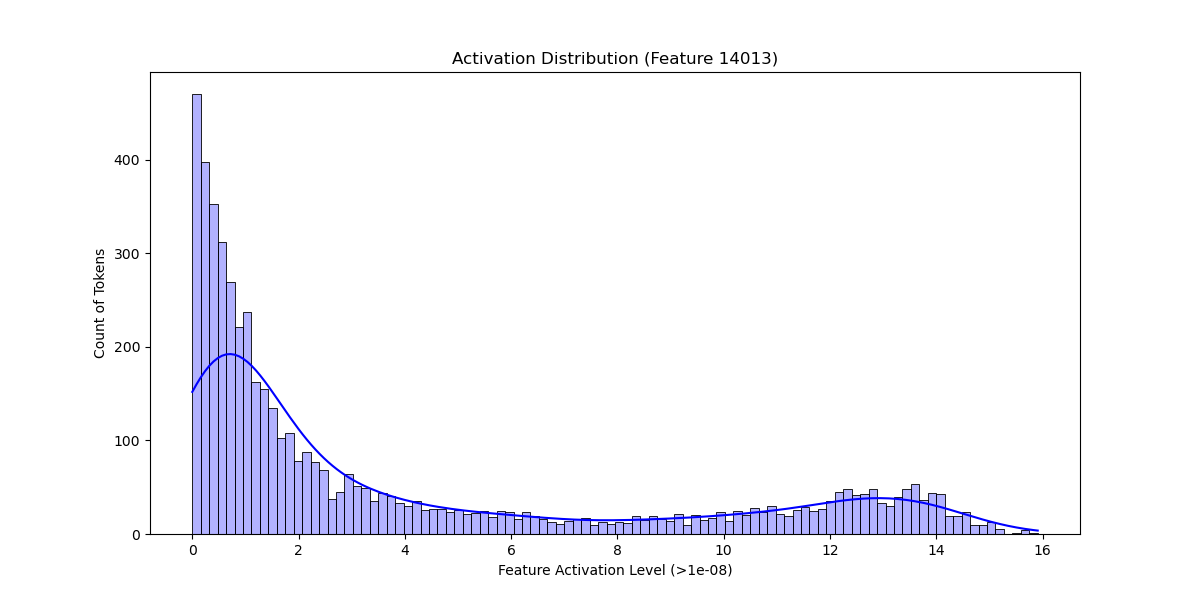 Activation Distribution (Feature 14013)
Count of Tokens
400
300
200
100
0
0 2 4 6 8 10 12 14 16
Feature Activation Level (>1e-08)